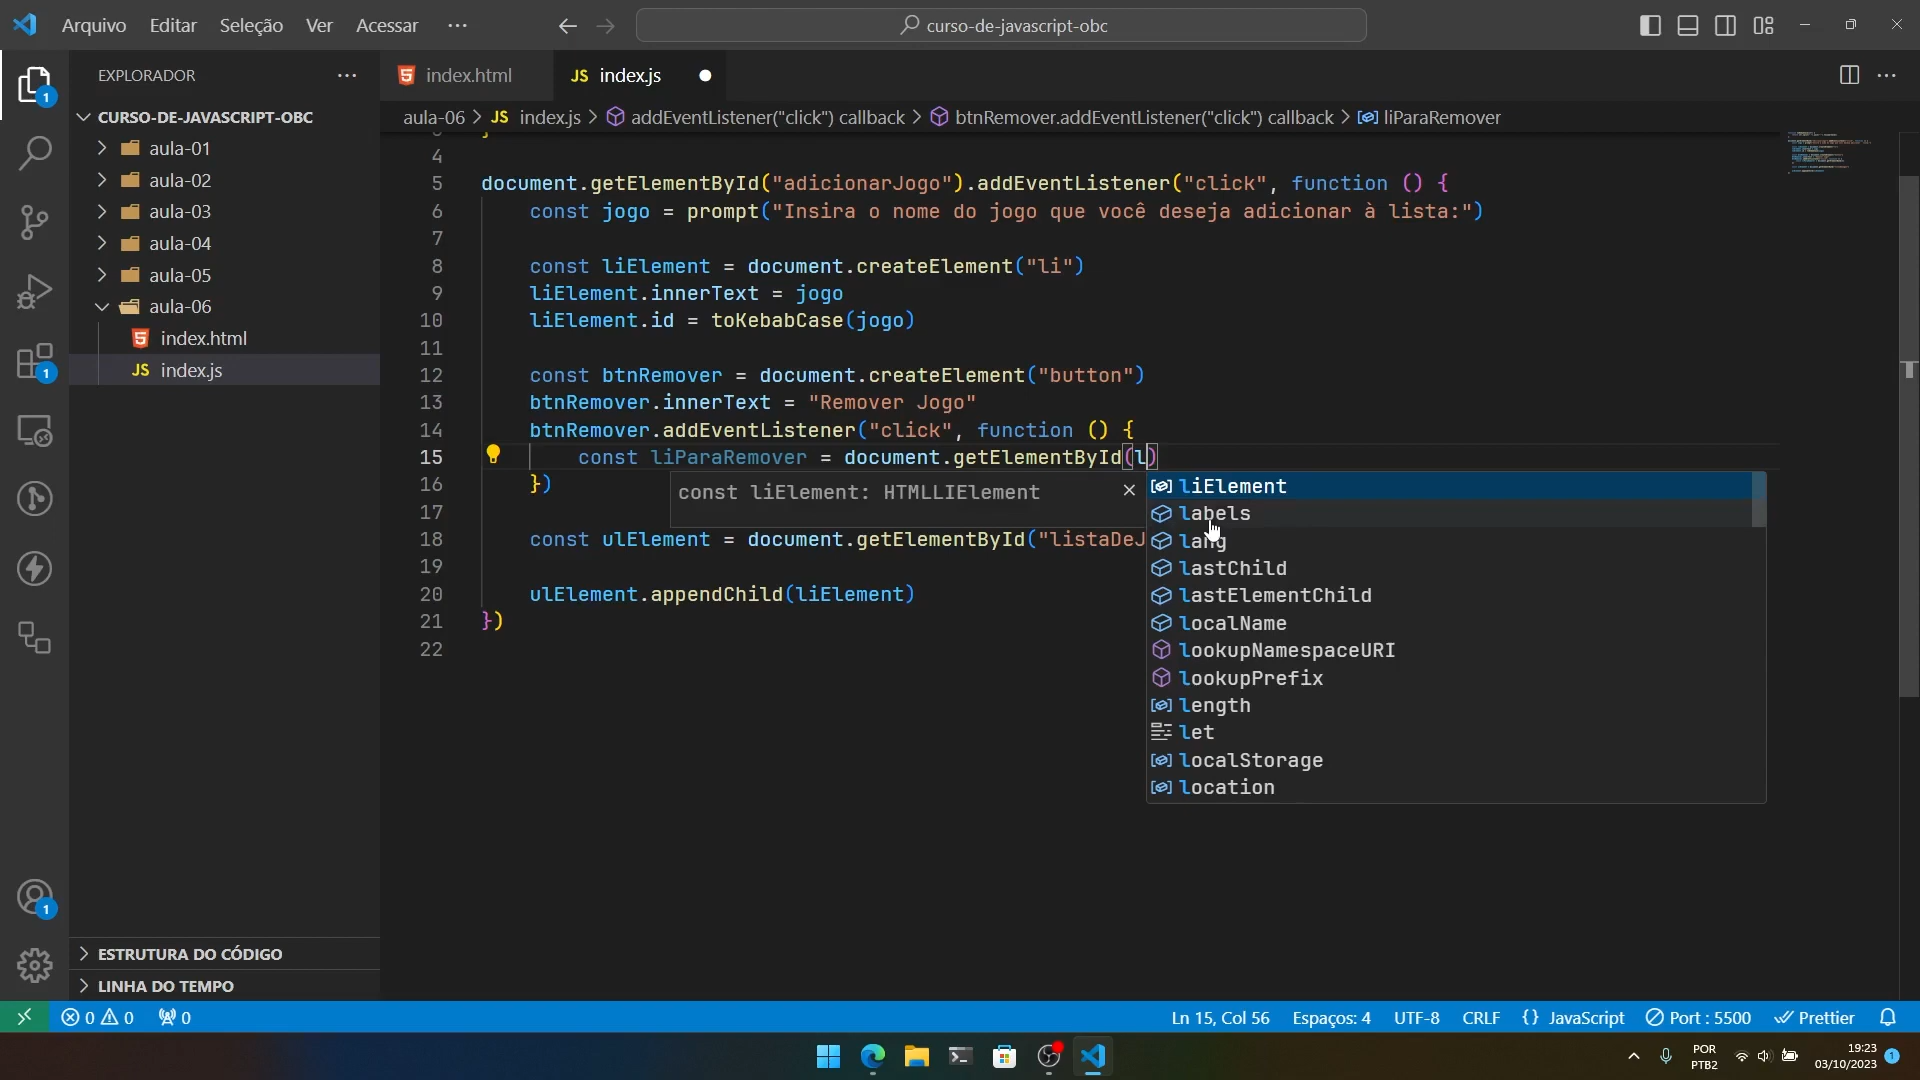 Arquivo Editar Seleção Ver Acessar ···
curso-de-javascript-obc
EXPLORADOR ···
index.html
JS index.js
aula-06 > JS index.js > addEventListener("click") callback > btnRemover.addEventListener("click") callback > liParaRemover
CURSO-DE-JAVASCRIPT-OBC
aula-01
aula-02
aula-03
aula-04
aula-05
aula-06
index.html
JS index.js
4
5 document.getElementById("adicionarJogo").addEventListener("click", function () {
6 const jogo = prompt("Insira o nome do jogo que você deseja adicionar à lista:")
7
8 const liElement = document.createElement("li")
9 liElement.innerText = jogo
10 liElement.id = toKebabCase(jogo)
11
12 const btnRemover = document.createElement("button")
13 btnRemover.innerText = "Remover Jogo"
14 btnRemover.addEventListener("click", function () {
15 const liParaRemover = document.getElementById(l)
16 })
17
18 const ulElement = document.getElementById("listaDeJ
19
20 ulElement.appendChild(liElement)
21 })
22
const liElement: HTMLLIElement
liElement
labels
lang
lastChild
lastElementChild
localName
lookupNamespaceURI
lookupPrefix
length
let
localStorage
location
1
1
1
ESTRUTURA DO CÓDIGO
LINHA DO TEMPO
0 0 0
Ln 15, Col 56 Espaços: 4 UTF-8 CRLF {} JavaScript Port : 5500 Prettier
POR
PTB2
19:23
03/10/2023
1